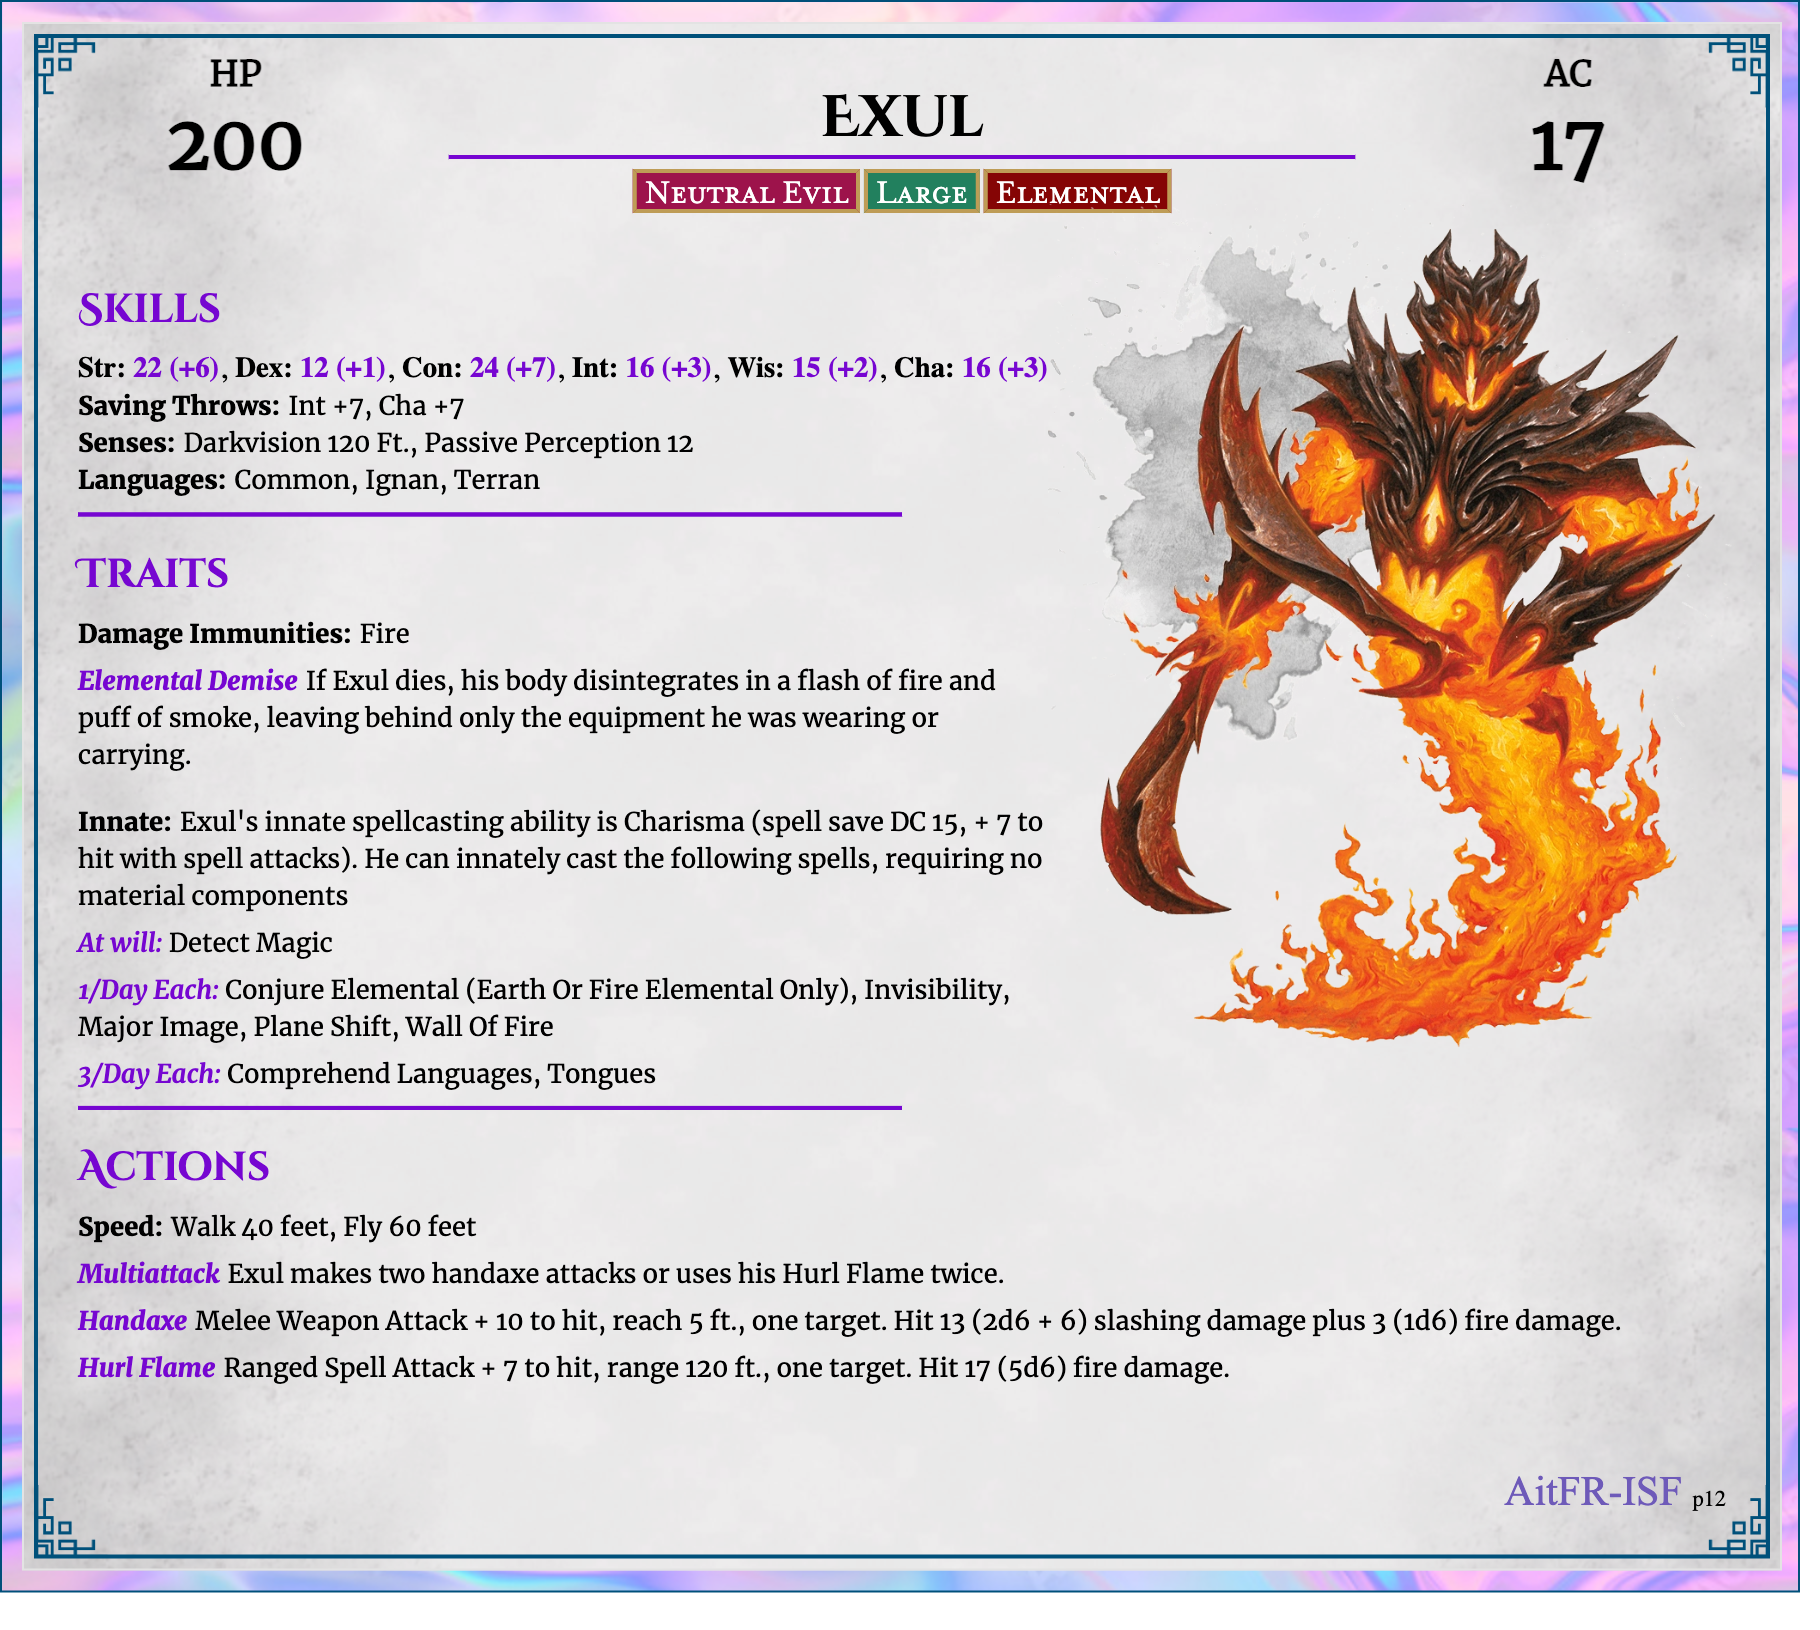 HP
200
Exul
AC
17
Neutral Evil Large Elemental
Skills
Str: 22 (+6), Dex: 12 (+1), Con: 24 (+7), Int: 16 (+3), Wis: 15 (+2), Cha: 16 (+3)
Saving Throws: Int +7, Cha +7
Senses: Darkvision 120 Ft., Passive Perception 12
Languages: Common, Ignan, Terran
Traits
Damage Immunities: Fire
Elemental Demise If Exul dies, his body disintegrates in a flash of fire and
puff of smoke, leaving behind only the equipment he was wearing or
carrying.
Innate: Exul's innate spellcasting ability is Charisma (spell save DC 15, + 7 to
hit with spell attacks). He can innately cast the following spells, requiring no
material components
At will: Detect Magic
1/Day Each: Conjure Elemental (Earth Or Fire Elemental Only), Invisibility,
Major Image, Plane Shift, Wall Of Fire
3/Day Each: Comprehend Languages, Tongues
Actions
Speed: Walk 40 feet, Fly 60 feet
Multiattack Exul makes two handaxe attacks or uses his Hurl Flame twice.
Handaxe Melee Weapon Attack + 10 to hit, reach 5 ft., one target. Hit 13 (2d6 + 6) slashing damage plus 3 (1d6) fire damage.
Hurl Flame Ranged Spell Attack + 7 to hit, range 120 ft., one target. Hit 17 (5d6) fire damage.
AitFR-ISF p12